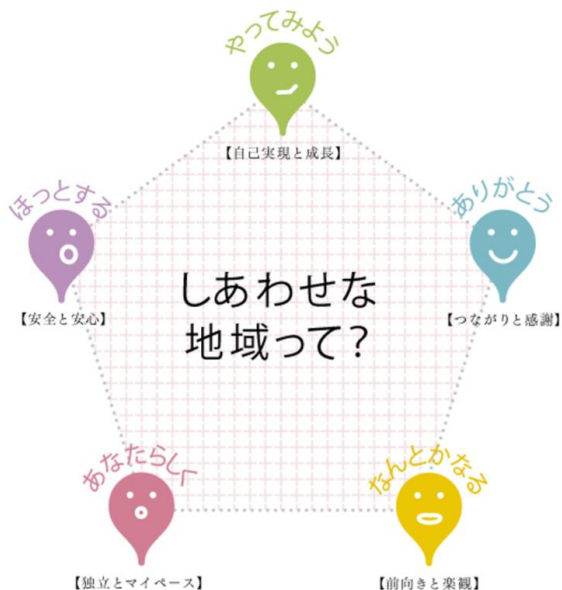 やってみよう
【自己実現と成長】
ほっとする
【安全と安心】
ありがとう
【つながりと感謝】
しあわせな
地域って？
あなたらしく
【独立とマイペース】
なんとかなる
【前向きと楽観】